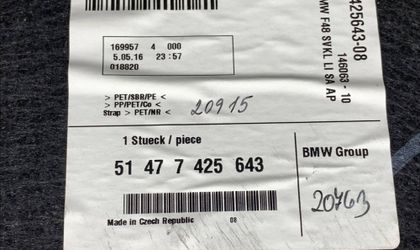 169957 4 000
5.05.16 23:57
018820
> PET/SBR/PE <
> PP/PET/Co <
Strap > PET/NR <
20915
425643-08
146063 - 10
MW F48 SVKL LI SA AP
1 Stueck / piece
51 47 7 425 643
Made in Czech Republic 08
BMW Group
20763